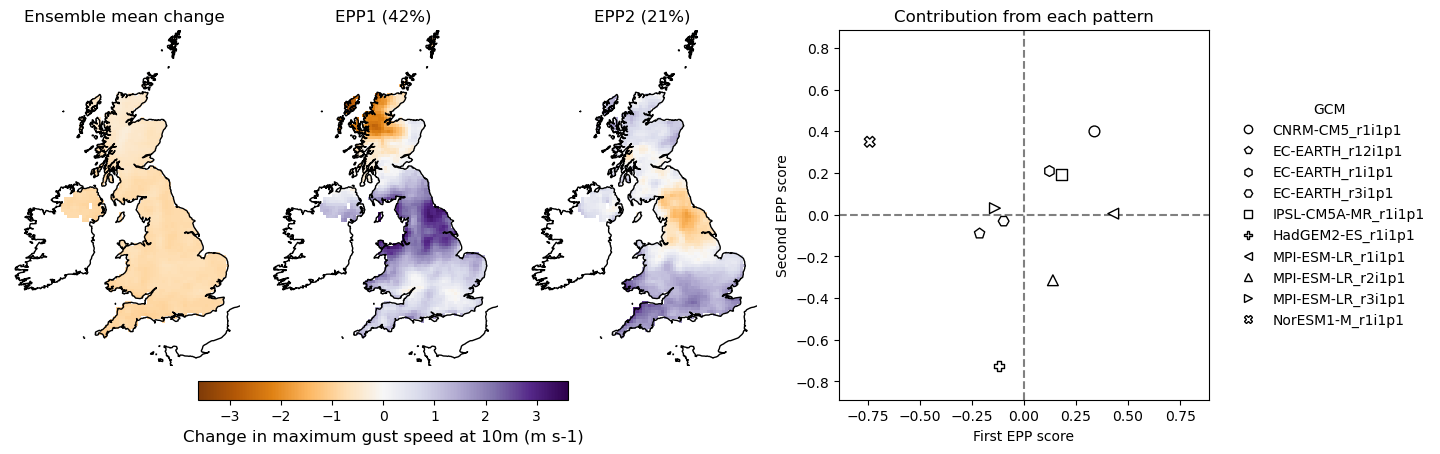 Ensemble mean change
EPP1 (42%)
EPP2 (21%)
−3 −2 −1 0 1 2 3
Change in maximum gust speed at 10m (m s-1)
Contribution from each pattern
Second EPP score
0.8
0.6
0.4
0.2
0.0
−0.2
−0.4
−0.6
−0.8
−0.75 −0.50 −0.25 0.00 0.25 0.50 0.75
First EPP score
GCM
CNRM-CM5_r1i1p1
EC-EARTH_r12i1p1
EC-EARTH_r1i1p1
EC-EARTH_r3i1p1
IPSL-CM5A-MR_r1i1p1
HadGEM2-ES_r1i1p1
MPI-ESM-LR_r1i1p1
MPI-ESM-LR_r2i1p1
MPI-ESM-LR_r3i1p1
NorESM1-M_r1i1p1